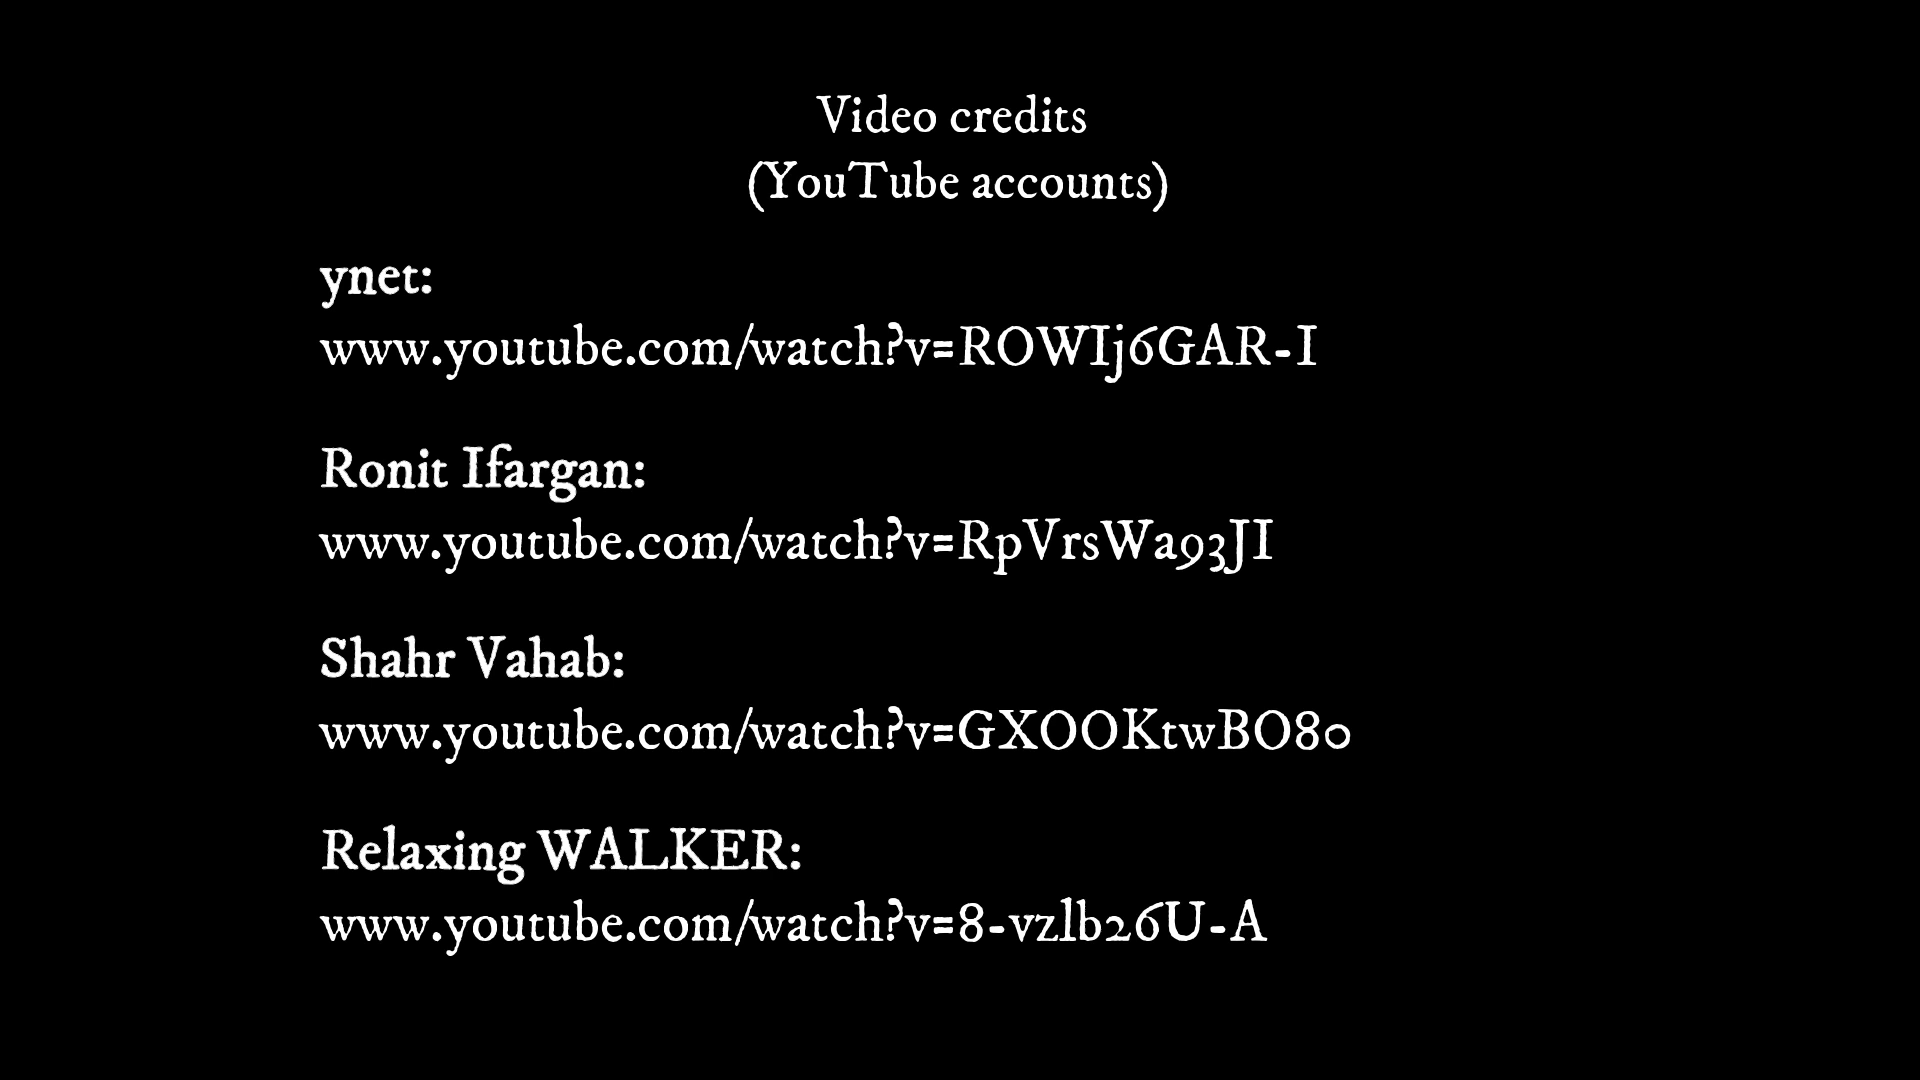 Video credits
(YouTube accounts)
ynet:
www.youtube.com/watch?v=ROWIj6GAR-I
Ronit Ifargan:
www.youtube.com/watch?v=RpVrsWa93JI
Shahr Vahab:
www.youtube.com/watch?v=GXOOKtwBO80
Relaxing WALKER:
www.youtube.com/watch?v=8-vzlb26U-A